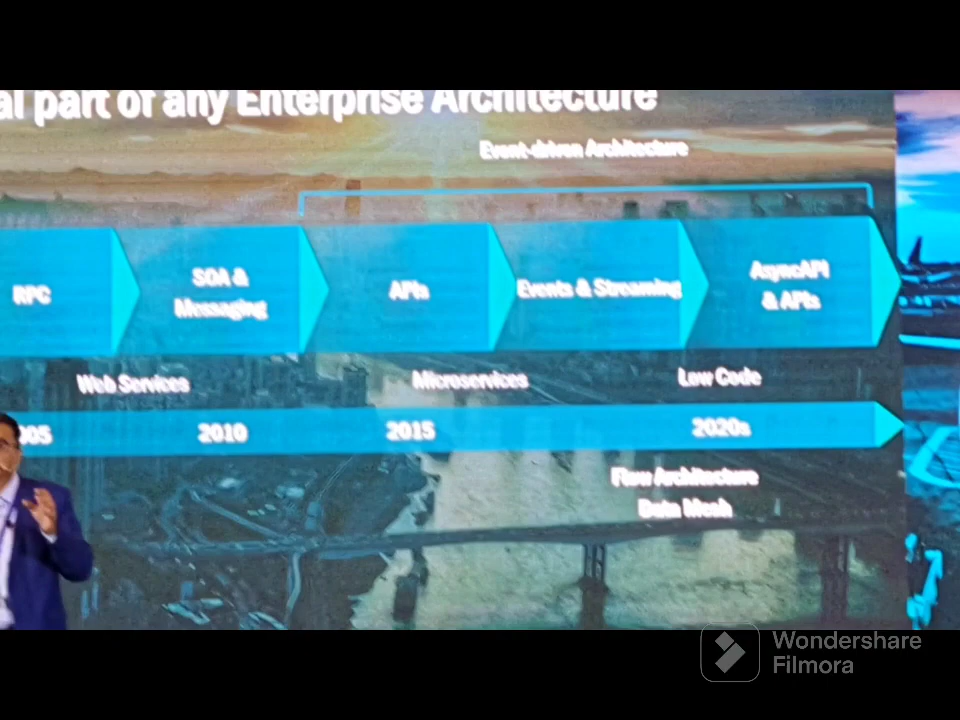 al part of any Enterprise Architecture
Event-driven Architecture
RPC
SOA &
Messaging
APIs
Events & Streaming
AsyncAPI
& APIs
Web Services
Microservices
Low Code
005
2010
2015
2020s
Flow Architecture
Data Mesh
Wondershare
Filmora